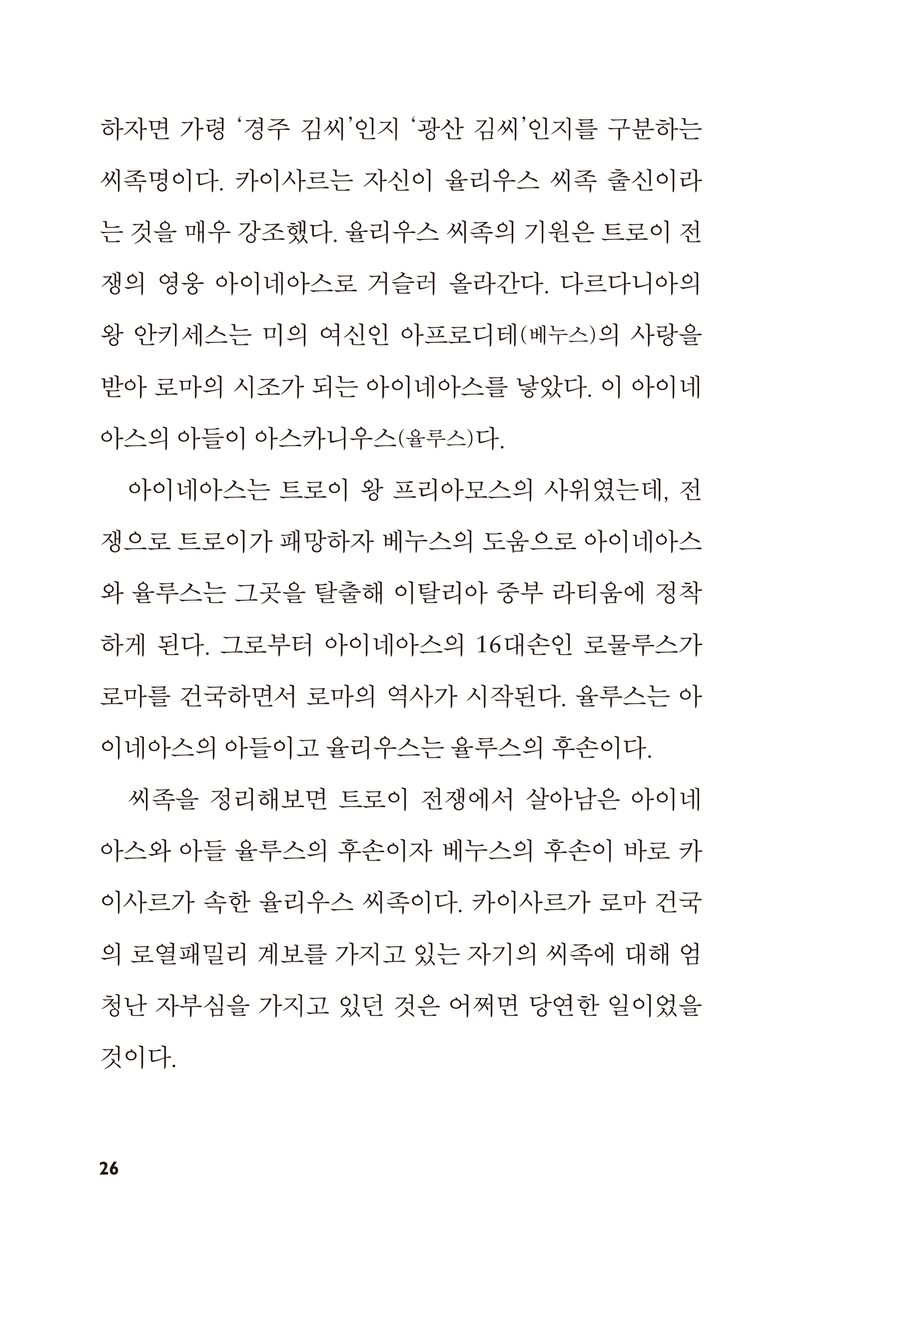 하자면 가령 ‘경주 김씨’인지 ‘광산 김씨’인지를 구분하는
씨족명이다. 카이사르는 자신이 율리우스 씨족 출신이라
는 것을 매우 강조했다. 율리우스 씨족의 기원은 트로이 전
쟁의 영웅 아이네아스로 거슬러 올라간다. 다르다니아의
왕 안키세스는 미의 여신인 아프로디테(베누스)의 사랑을
받아 로마의 시조가 되는 아이네아스를 낳았다. 이 아이네
아스의 아들이 아스카니우스(율루스)다.
아이네아스는 트로이 왕 프리아모스의 사위였는데, 전
쟁으로 트로이가 패망하자 베누스의 도움으로 아이네아스
와 율루스는 그곳을 탈출해 이탈리아 중부 라티움에 정착
하게 된다. 그로부터 아이네아스의 16대손인 로물루스가
로마를 건국하면서 로마의 역사가 시작된다. 율루스는 아
이네아스의 아들이고 율리우스는 율루스의 후손이다.
씨족을 정리해보면 트로이 전쟁에서 살아남은 아이네
아스와 아들 율루스의 후손이자 베누스의 후손이 바로 카
이사르가 속한 율리우스 씨족이다. 카이사르가 로마 건국
의 로열패밀리 계보를 가지고 있는 자기의 씨족에 대해 엄
청난 자부심을 가지고 있던 것은 어쩌면 당연한 일이었을
것이다.
26